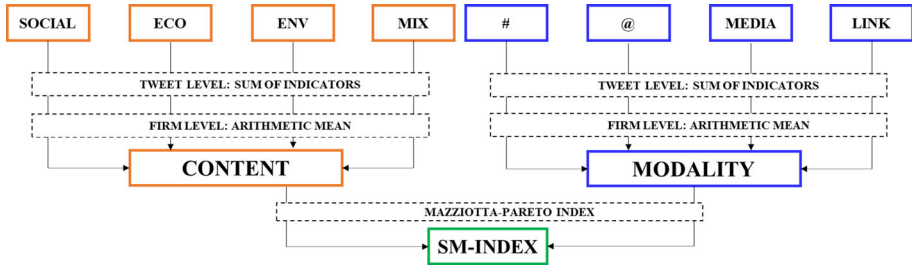 SOCIAL ECO ENV MIX # @ MEDIA LINK
TWEET LEVEL: SUM OF INDICATORS TWEET LEVEL: SUM OF INDICATORS
FIRM LEVEL: ARITHMETIC MEAN FIRM LEVEL: ARITHMETIC MEAN
CONTENT MODALITY
MAZZIOTTA-PARETO INDEX
SM-INDEX